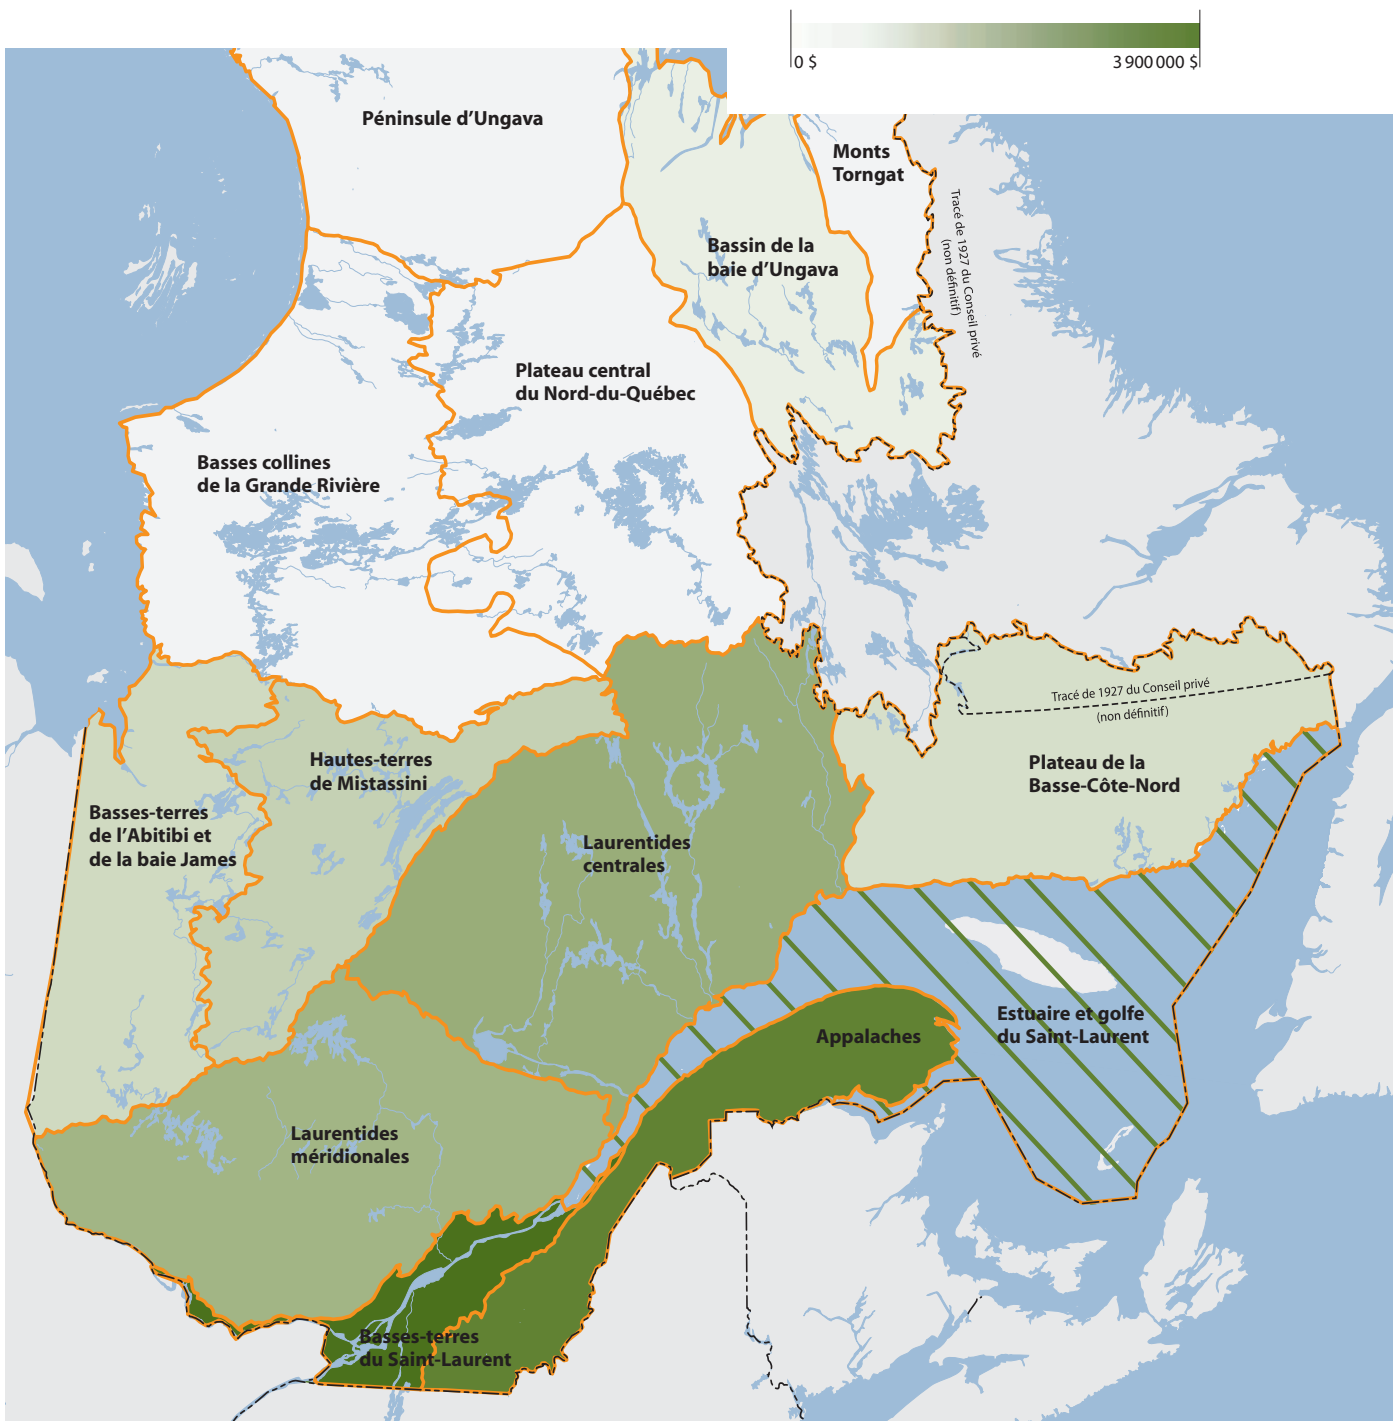 0 $
3 900 000 $
Péninsule d’Ungava
Monts
Torngat
Tracé de 1927 du Conseil privé
(non définitif)
Bassin de la
baie d’Ungava
Plateau central
du Nord-du-Québec
Basses collines
de la Grande Rivière
Tracé de 1927 du Conseil privé
(non définitif)
Hautes-terres
de Mistassini
Plateau de la
Basse-Côte-Nord
Basses-terres
de l’Abitibi et
de la baie James
Laurentides
centrales
Estuaire et golfe
du Saint-Laurent
Appalaches
Laurentides
méridionales
Basses-terres
du Saint-Laurent